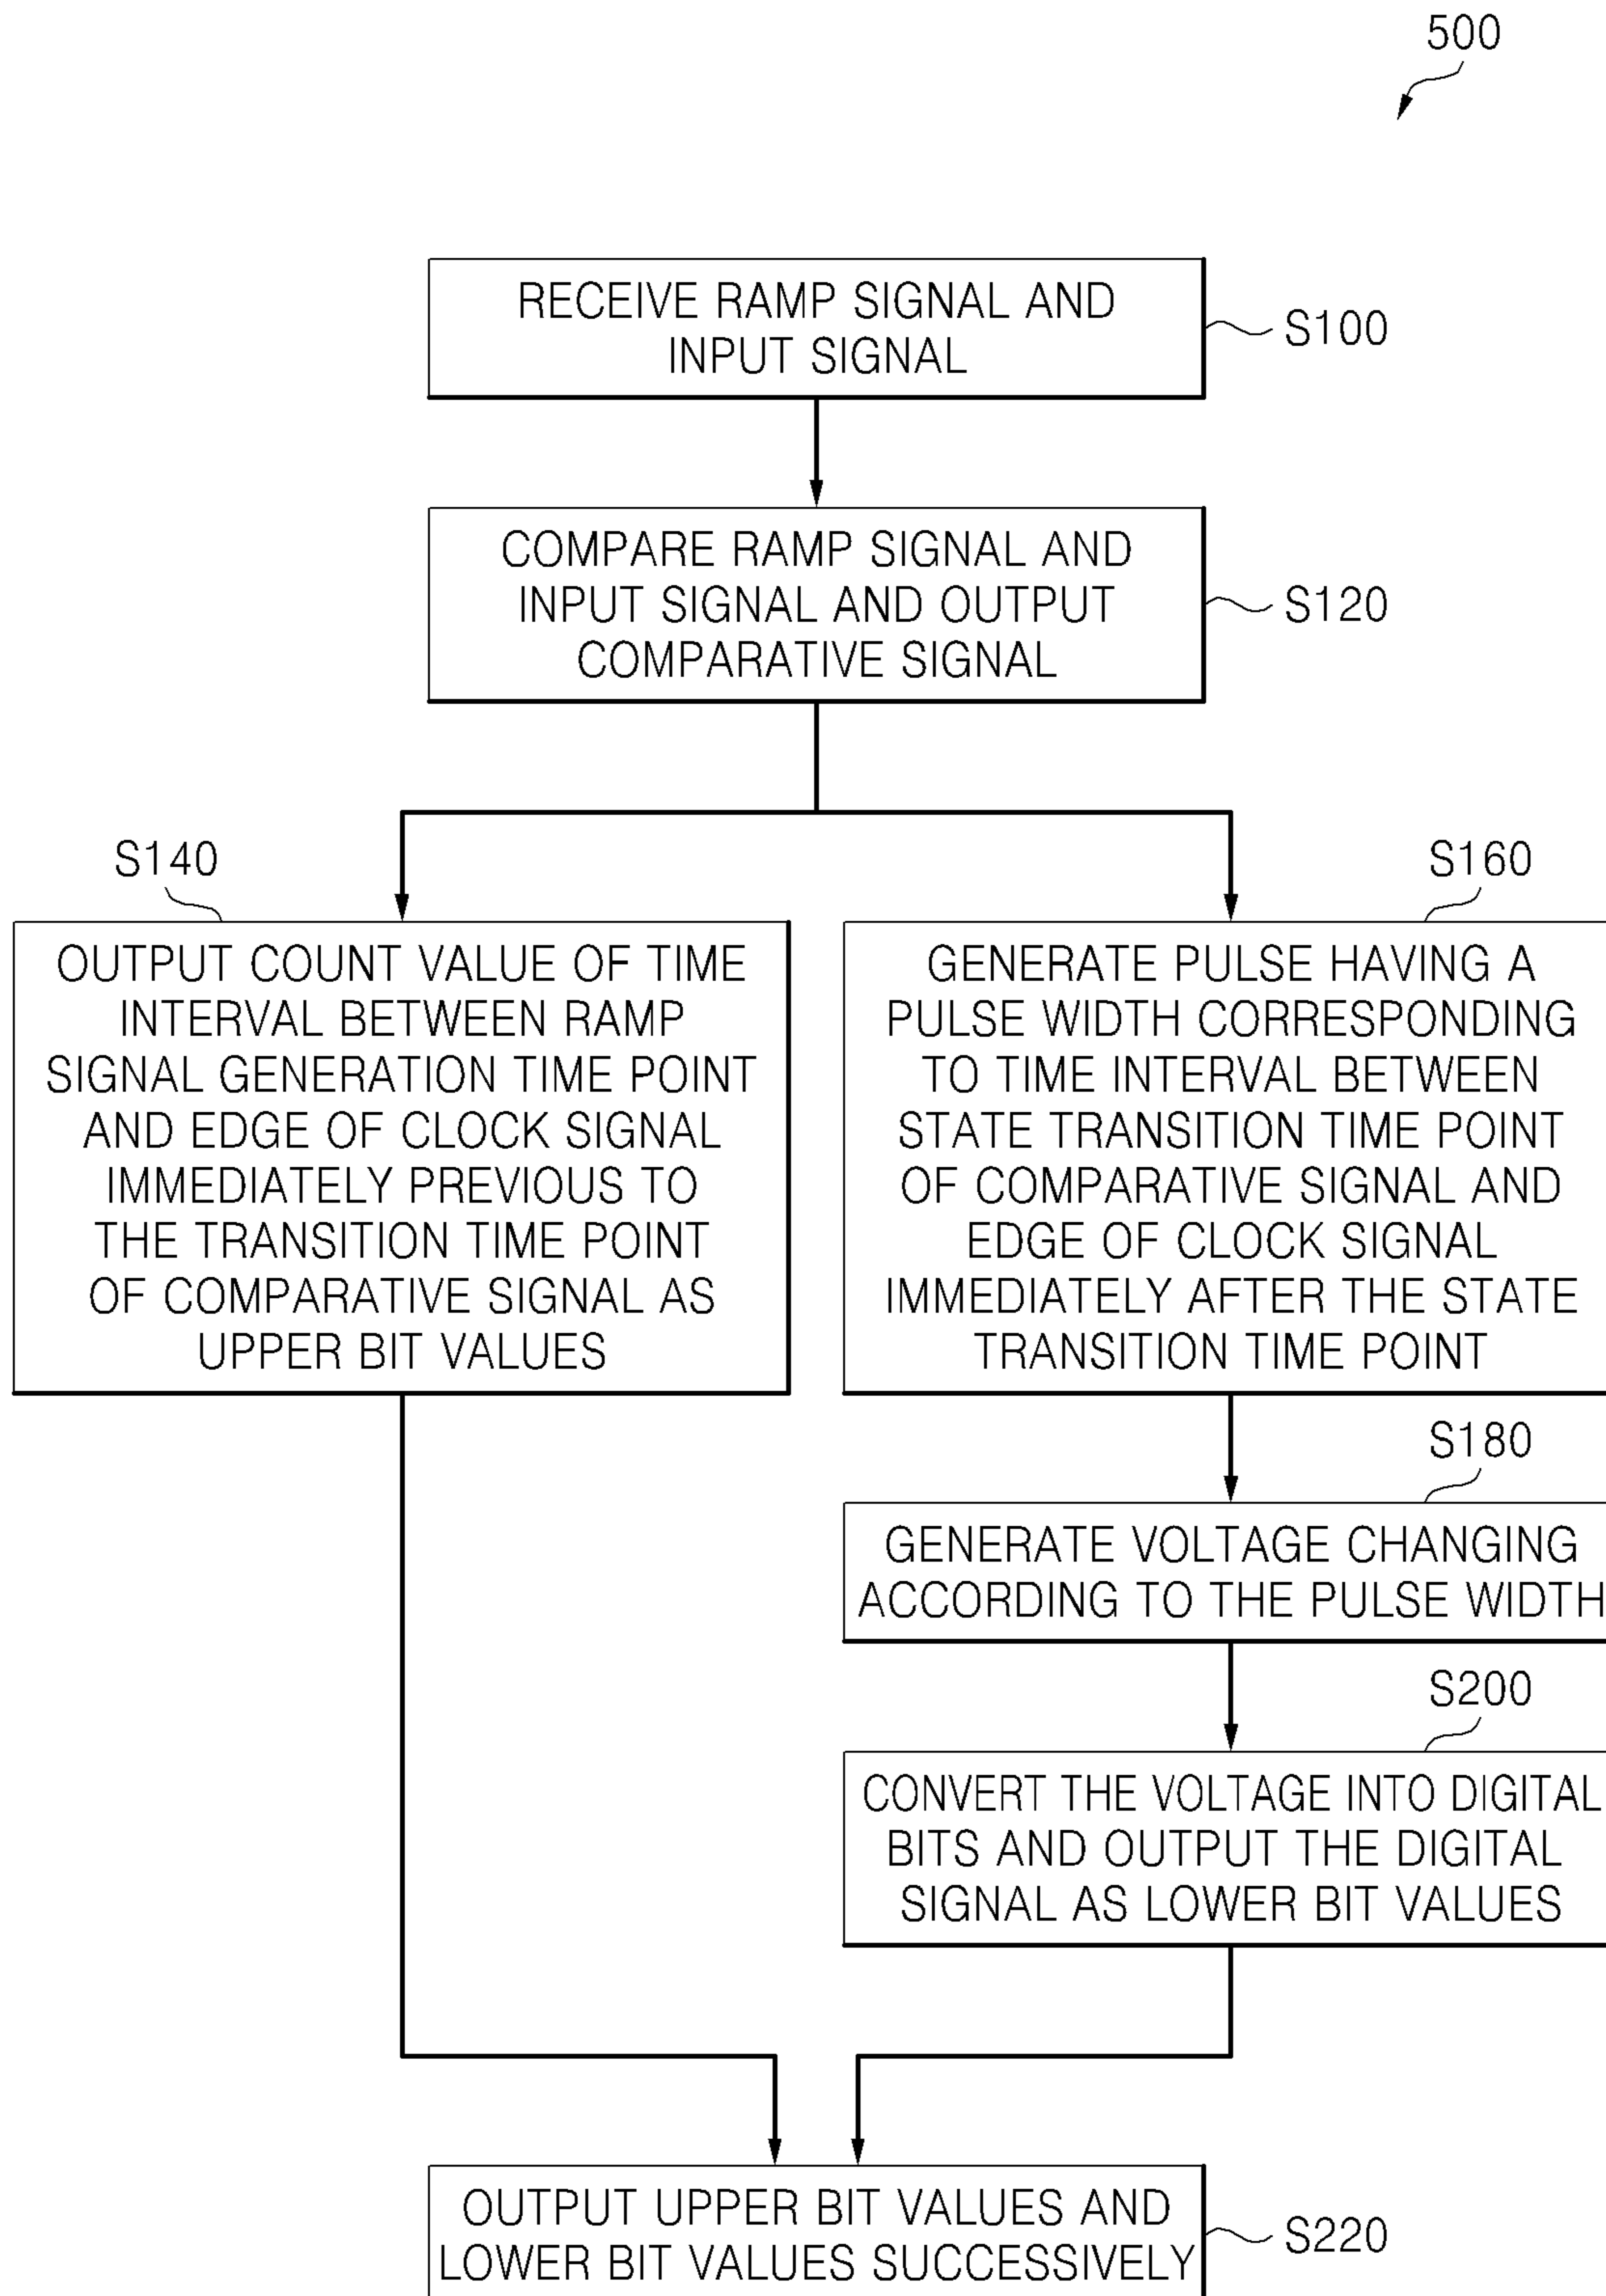 500
RECEIVE RAMP SIGNAL AND
INPUT SIGNAL
S100
COMPARE RAMP SIGNAL AND
INPUT SIGNAL AND OUTPUT
COMPARATIVE SIGNAL
S120
S140
OUTPUT COUNT VALUE OF TIME
INTERVAL BETWEEN RAMP
SIGNAL GENERATION TIME POINT
AND EDGE OF CLOCK SIGNAL
IMMEDIATELY PREVIOUS TO
THE TRANSITION TIME POINT
OF COMPARATIVE SIGNAL AS
UPPER BIT VALUES
S160
GENERATE PULSE HAVING A
PULSE WIDTH CORRESPONDING
TO TIME INTERVAL BETWEEN
STATE TRANSITION TIME POINT
OF COMPARATIVE SIGNAL AND
EDGE OF CLOCK SIGNAL
IMMEDIATELY AFTER THE STATE
TRANSITION TIME POINT
S180
GENERATE VOLTAGE CHANGING
ACCORDING TO THE PULSE WIDTH
S200
CONVERT THE VOLTAGE INTO DIGITAL
BITS AND OUTPUT THE DIGITAL
SIGNAL AS LOWER BIT VALUES
OUTPUT UPPER BIT VALUES AND
LOWER BIT VALUES SUCCESSIVELY
S220